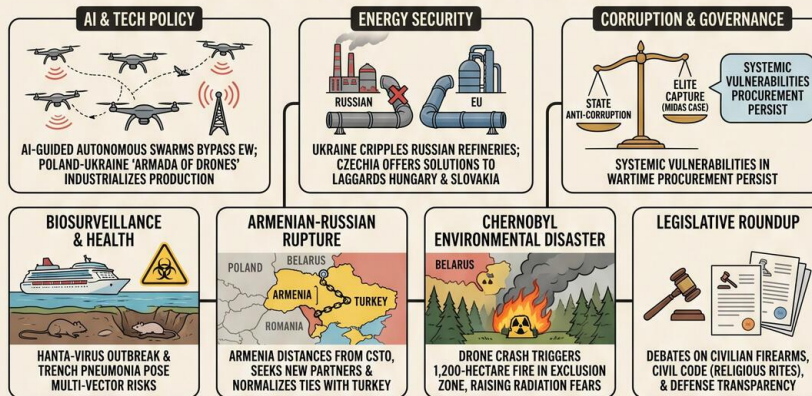 AI & TECH POLICY
AI-GUIDED AUTONOMOUS SWARMS BYPASS EW;
POLAND-UKRAINE 'ARMADA OF DRONES'
INDUSTRIALIZES PRODUCTION
ENERGY SECURITY
RUSSIAN
EU
UKRAINE CRIPPLES RUSSIAN REFINERIES;
CZECHIA OFFERS SOLUTIONS TO
LAGGARDS HUNGARY & SLOVAKIA
CORRUPTION & GOVERNANCE
STATE
ANTI-CORRUPTION
ELITE
CAPTURE
(MIDAS CASE)
SYSTEMIC
VULNERABILITIES
PROCUREMENT
PERSIST
SYSTEMIC VULNERABILITIES IN
WARTIME PROCUREMENT PERSIST
BIOSURVEILLANCE
& HEALTH
HANTA-VIRUS OUTBREAK &
TRENCH PNEUMONIA POSE
MULTI-VECTOR RISKS
ARMENIAN-RUSSIAN
RUPTURE
POLAND
BELARUS
ARMENIA
TURKEY
ROMANIA
ARMENIA DISTANCES FROM CSTO,
SEEKS NEW PARTNERS &
NORMALIZES TIES WITH TURKEY
CHERNOBYL
ENVIRONMENTAL DISASTER
BELARUS
DRONE CRASH TRIGGERS
1,200-HECTARE FIRE IN EXCLUSION
ZONE, RAISING RADIATION FEARS
LEGISLATIVE ROUNDUP
DEBATES ON CIVILIAN FIREARMS,
CIVIL CODE (RELIGIOUS RITES),
& DEFENSE TRANSPARENCY